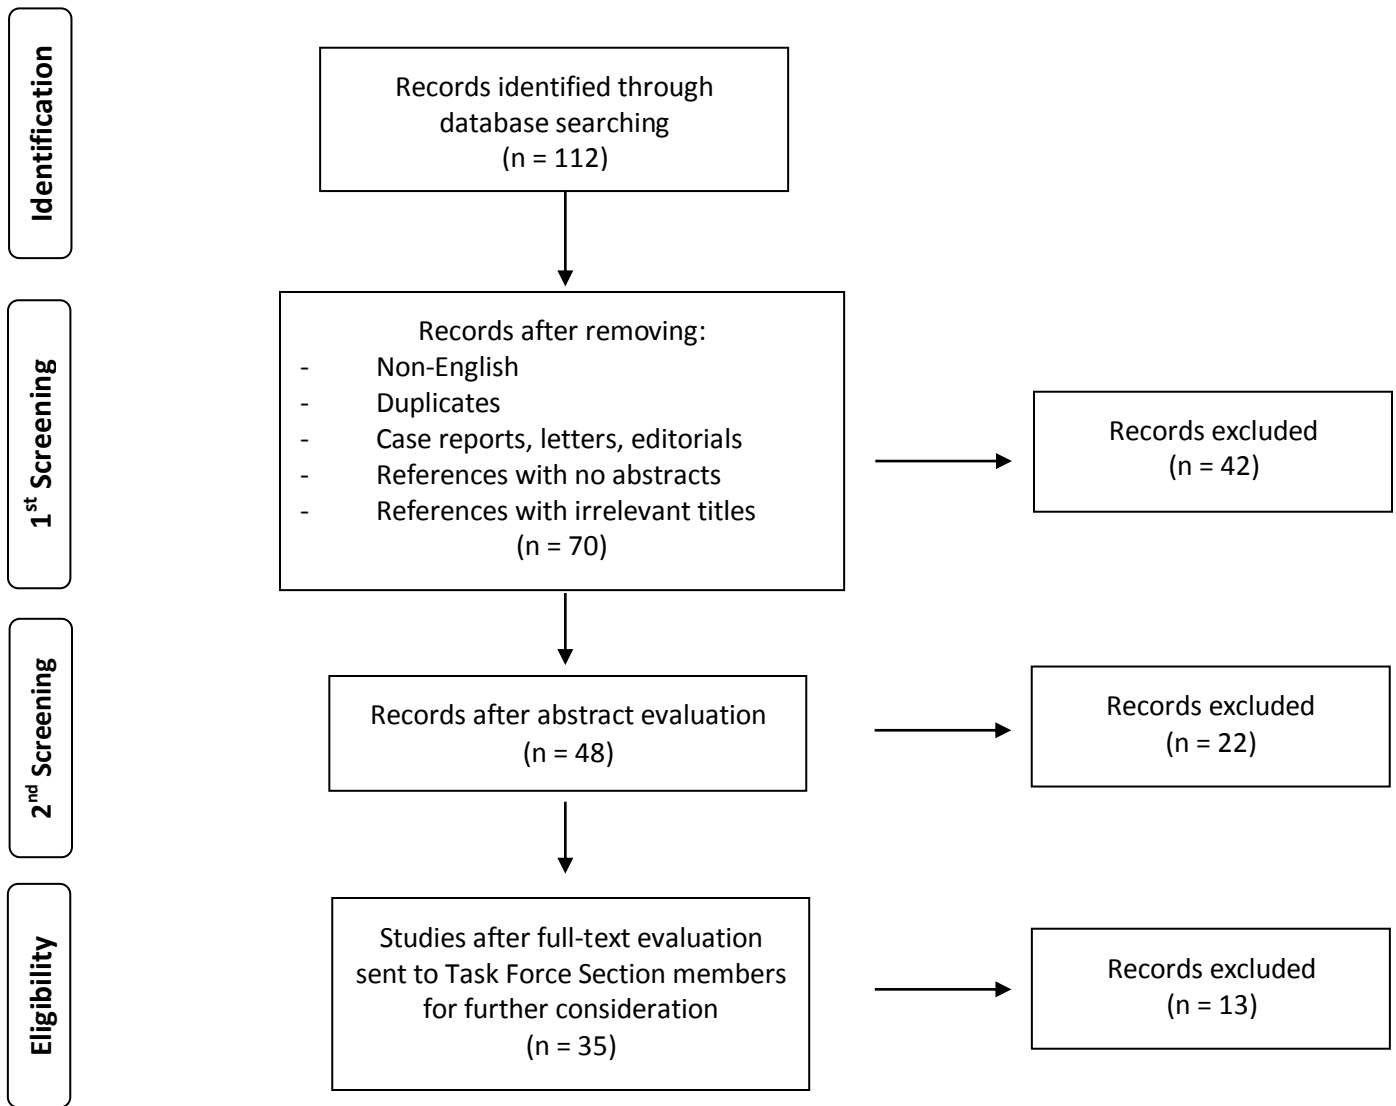 Identification
Records identified through
database searching
(n = 112)
1st Screening
Records after removing:
- Non-English
- Duplicates
- Case reports, letters, editorials
- References with no abstracts
- References with irrelevant titles
(n = 70)
Records excluded
(n = 42)
2nd Screening
Records after abstract evaluation
(n = 48)
Records excluded
(n = 22)
Eligibility
Studies after full-text evaluation
sent to Task Force Section members
for further consideration
(n = 35)
Records excluded
(n = 13)